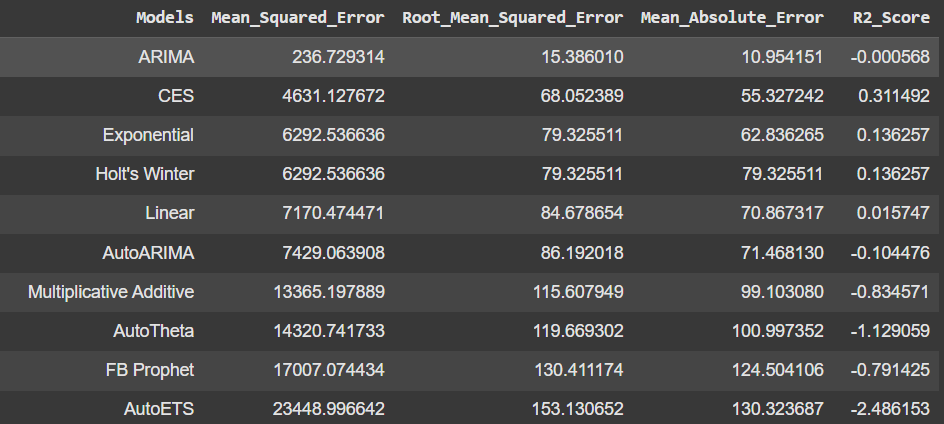 Models Mean_Squared_Error Root_Mean_Squared_Error Mean_Absolute_Error R2_Score
ARIMA 236.729314 15.386010 10.954151 -0.000568
CES 4631.127672 68.052389 55.327242 0.311492
Exponential 6292.536636 79.325511 62.836265 0.136257
Holt's Winter 6292.536636 79.325511 79.325511 0.136257
Linear 7170.474471 84.678654 70.867317 0.015747
AutoARIMA 7429.063908 86.192018 71.468130 -0.104476
Multiplicative Additive 13365.197889 115.607949 99.103080 -0.834571
AutoTheta 14320.741733 119.669302 100.997352 -1.129059
FB Prophet 17007.074434 130.411174 124.504106 -0.791425
AutoETS 23448.996642 153.130652 130.323687 -2.486153